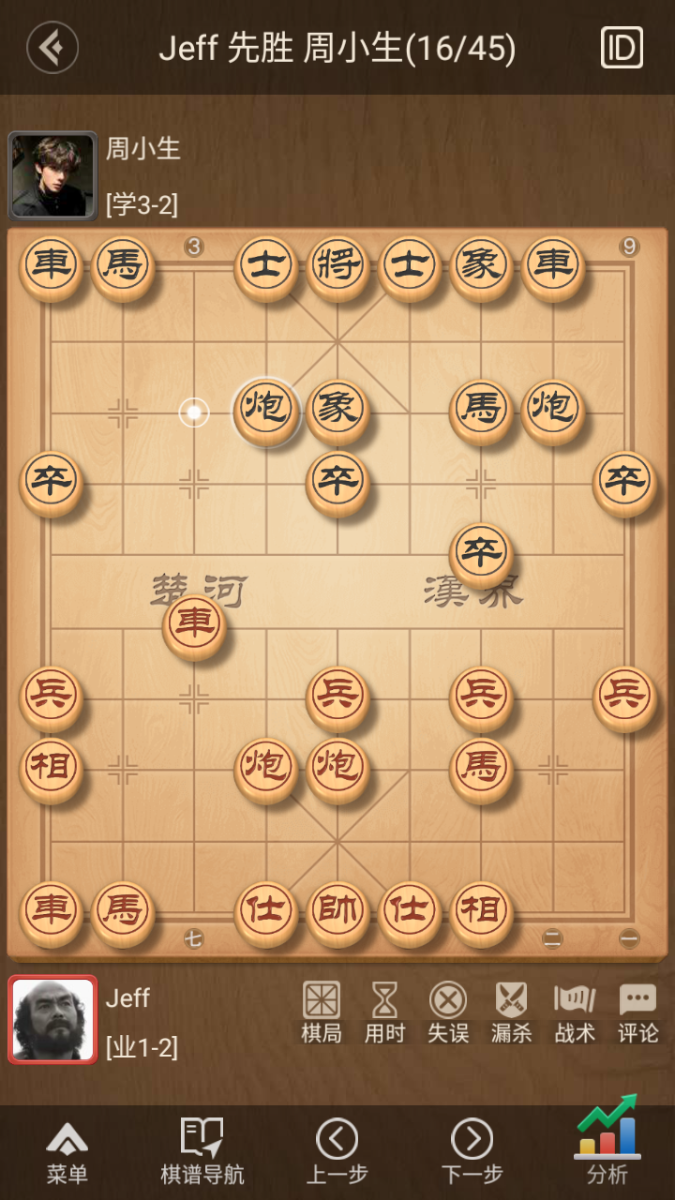 Jeff 先胜 周小生(16/45)
ID
周小生
[学3-2]
3 9
車 馬 士 將 士 象 車
炮 象 馬 炮
卒 卒 卒
卒
楚河 漢界
車
兵 兵 兵 兵
相 炮 炮 馬
車 馬 仕 帥 仕 相
七 二 一
Jeff
[业1-2]
棋局 用时 失误 漏杀 战术 评论
菜单 棋谱导航 上一步 下一步 分析